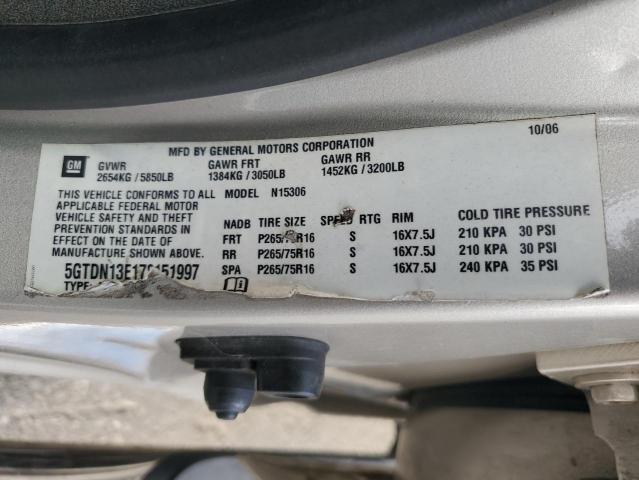 MFD BY GENERAL MOTORS CORPORATION 10/06
GM GVWR GAWR FRT GAWR RR
2654KG / 5850LB 1384KG / 3050LB 1452KG / 3200LB
THIS VEHICLE CONFORMS TO ALL MODEL N15306
APPLICABLE FEDERAL MOTOR
VEHICLE SAFETY AND THEFT
PREVENTION STANDARDS IN
EFFECT ON THE DATE OF
MANUFACTURE SHOWN ABOVE.
NADB TIRE SIZE SPEED RTG RIM COLD TIRE PRESSURE
FRT P265/75R16 S 16X7.5J 210 KPA 30 PSI
RR P265/75R16 S 16X7.5J 210 KPA 30 PSI
SPA P265/75R16 S 16X7.5J 240 KPA 35 PSI
TYPE: